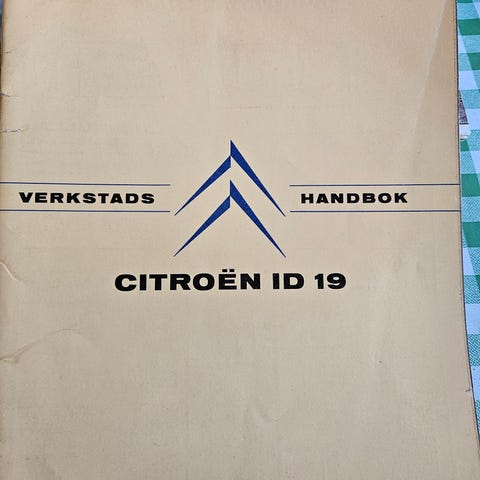 VERKSTADS HANDBOK
CITROËN ID 19